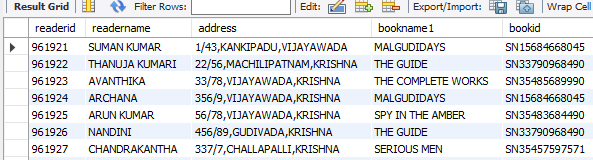 Result Grid Filter Rows: Edit: Export/Import: Wrap Cell
readerid readername address bookname1 bookid
961921 SUMAN KUMAR 1/43,KANKIPADU,VIJAYAWADA MALGUDIDAYS SN15684668045
961922 THANUJA KUMARI 22/56,MACHILIPATNAM,KRISHNA THE GUIDE SN33790968490
961923 AVANTHIKA 33/78,VIJAYAWADA,KRISHNA THE COMPLETE WORKS SN35485689990
961924 ARCHANA 356/9,VIJAYAWADA,KRISHNA MALGUDIDAYS SN15684668045
961925 ARUN KUMAR 56/78,VIJAYAWADA,KRISHNA SPY IN THE AMBER SN35483684490
961926 NANDINI 456/89,GUDIVADA,KRISHNA THE GUIDE SN33790968490
961927 CHANDRAKANTHA 337/7,CHALLAPALLI,KRISHNA SERIOUS MEN SN35457597571